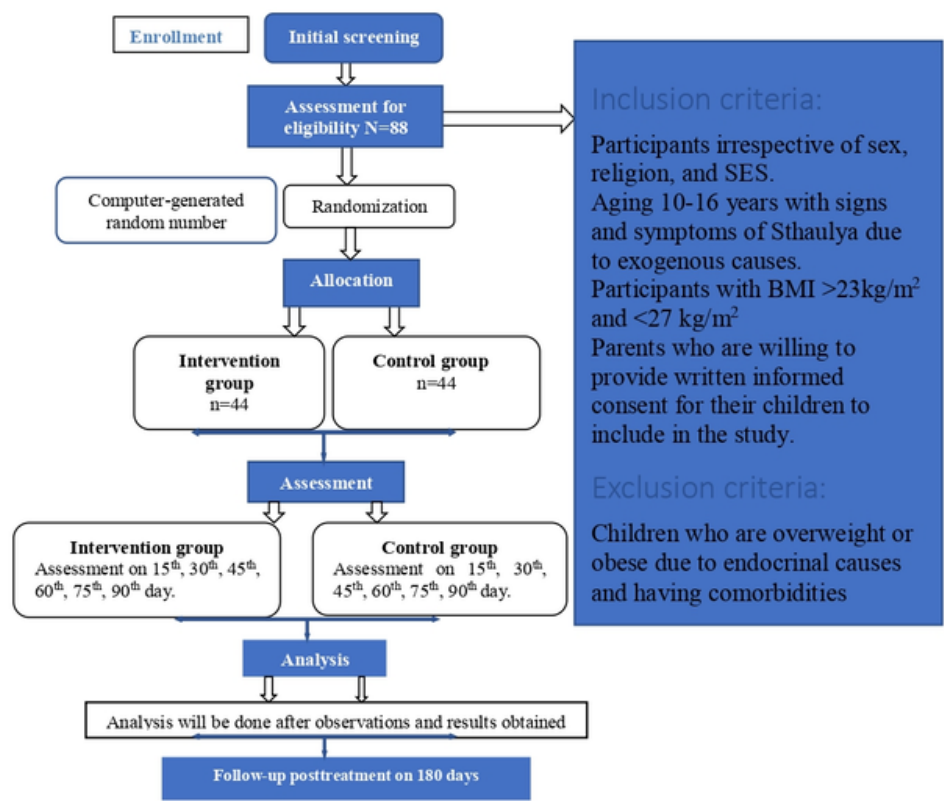 Enrollment
Initial screening
Assessment for
eligibility N=88
Computer-generated
random number
Randomization
Allocation
Intervention
group
n=44
Control group
n=44
Assessment
Intervention group
Assessment on 15th, 30th, 45th,
60th, 75th, 90th day.
Control group
Assessment on 15th, 30th,
45th, 60th, 75th, 90th day.
Analysis
Analysis will be done after observations and results obtained
Follow-up posttreatment on 180 days
Inclusion criteria:
Participants irrespective of sex,
religion, and SES.
Aging 10-16 years with signs
and symptoms of Sthaulya due
to exogenous causes.
Participants with BMI >23kg/m²
and <27 kg/m²
Parents who are willing to
provide written informed
consent for their children to
include in the study.
Exclusion criteria:
Children who are overweight or
obese due to endocrinal causes
and having comorbidities